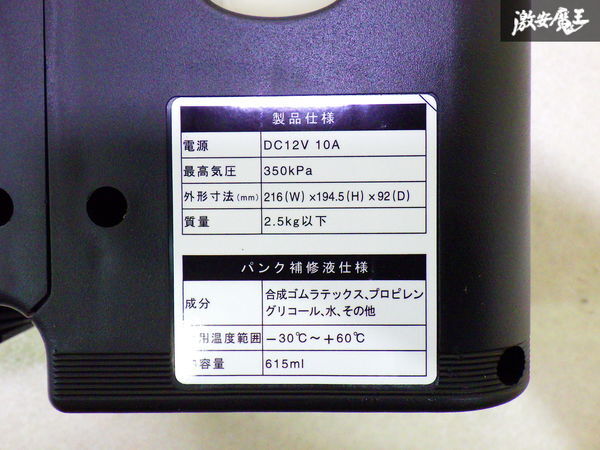 激安魔王
製品仕様
電源 DC12V 10A
最高気圧 350kPa
外形寸法(mm) 216(W)×194.5(H)×92(D)
質量 2.5kg以下
パンク補修液仕様
成分 合成ゴムラテックス、プロピレン
グリコール、水、その他
用温度範囲 −30℃〜+60℃
容量 615ml